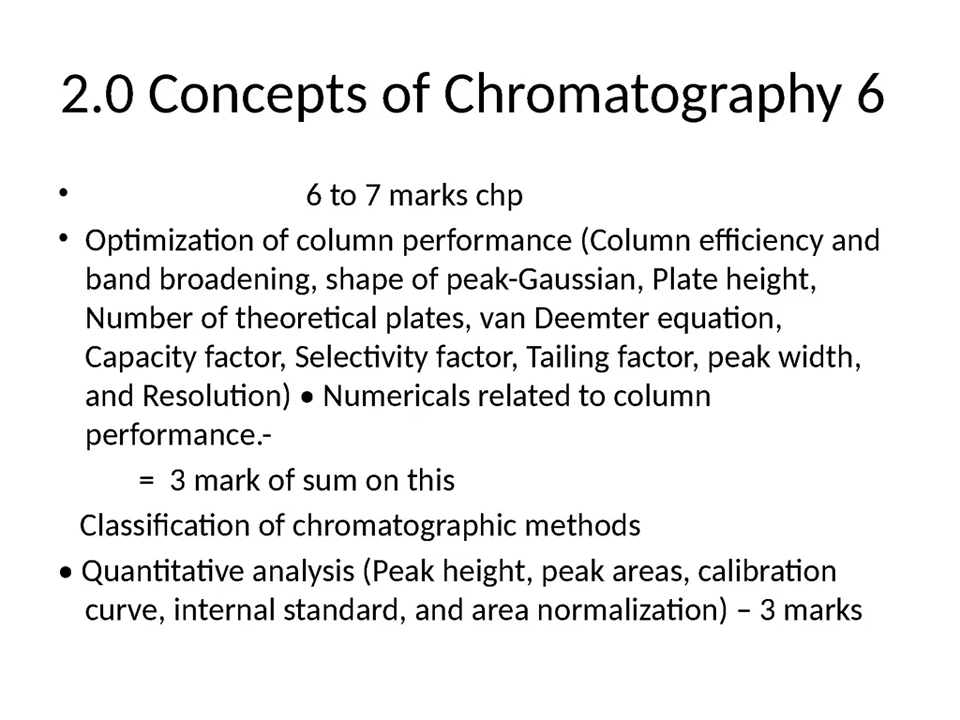 2.0 Concepts of Chromatography 6
• 6 to 7 marks chp
• Optimization of column performance (Column efficiency and
band broadening, shape of peak-Gaussian, Plate height,
Number of theoretical plates, van Deemter equation,
Capacity factor, Selectivity factor, Tailing factor, peak width,
and Resolution) • Numericals related to column
performance.-
= 3 mark of sum on this
Classification of chromatographic methods
• Quantitative analysis (Peak height, peak areas, calibration
curve, internal standard, and area normalization) – 3 marks